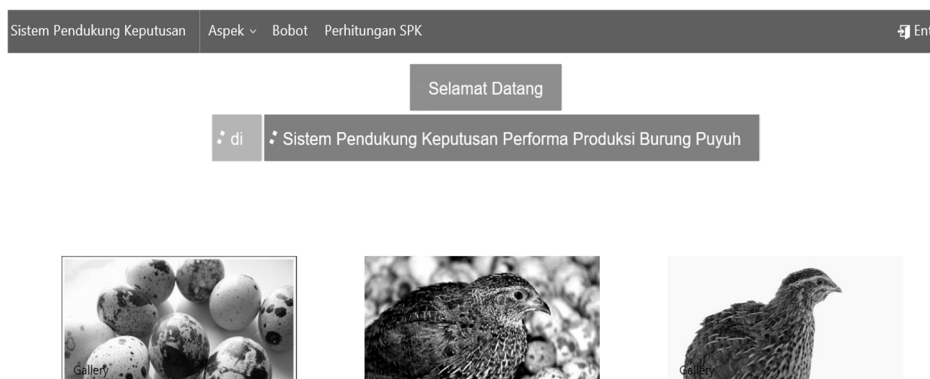 Sistem Pendukung Keputusan Aspek Bobot Perhitungan SPK Ent
Selamat Datang
di Sistem Pendukung Keputusan Performa Produksi Burung Puyuh
Gallery Gallery